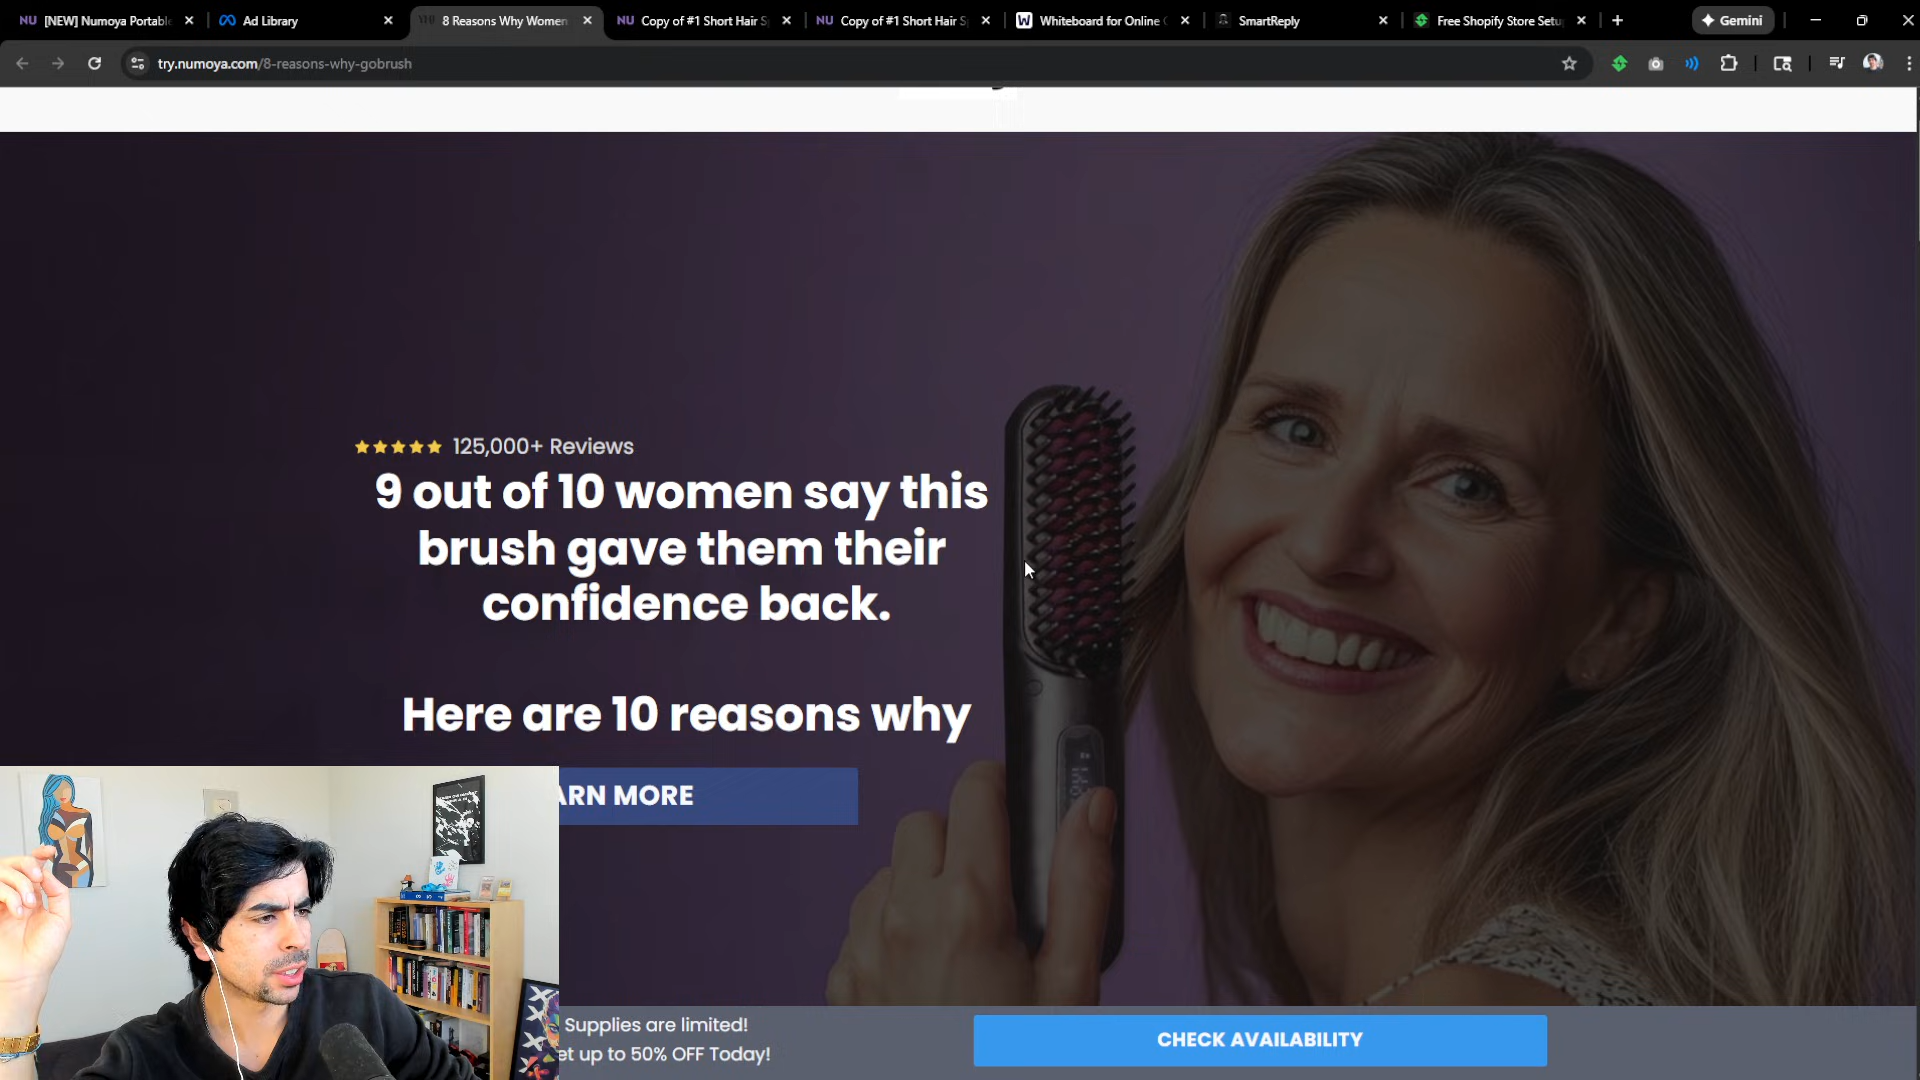 [NEW] Numoya Portabl
Ad Library
8 Reasons Why Women
Copy of #1 Short Hair S
Copy of #1 Short Hair S
Whiteboard for Online
SmartReply
Free Shopify Store Setu
Gemini
try.numoya.com/8-reasons-why-gobrush
125,000+ Reviews
9 out of 10 women say this
brush gave them their
confidence back.
Here are 10 reasons why
ARN MORE
Supplies are limited!
et up to 50% OFF Today!
CHECK AVAILABILITY